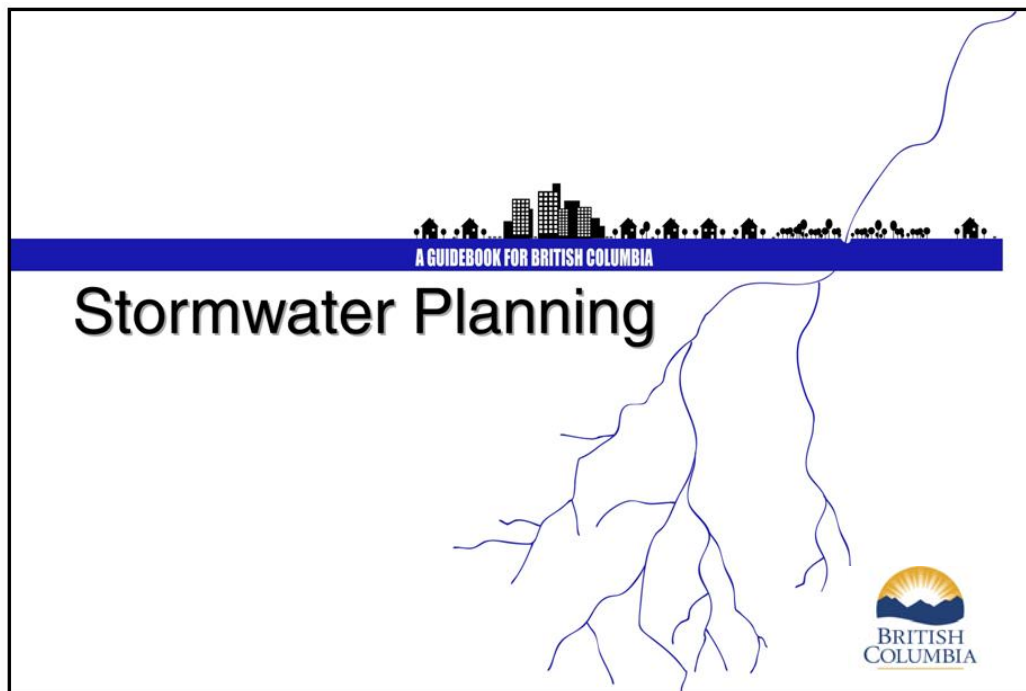 A GUIDEBOOK FOR BRITISH COLUMBIA
Stormwater Planning
BRITISH
COLUMBIA